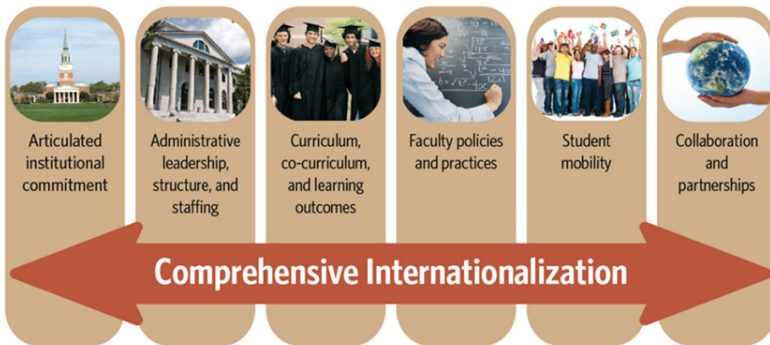 Articulated
institutional
commitment
Administrative
leadership,
structure, and
staffing
Curriculum,
co-curriculum,
and learning
outcomes
Faculty policies
and practices
Student
mobility
Collaboration
and
partnerships
Comprehensive Internationalization